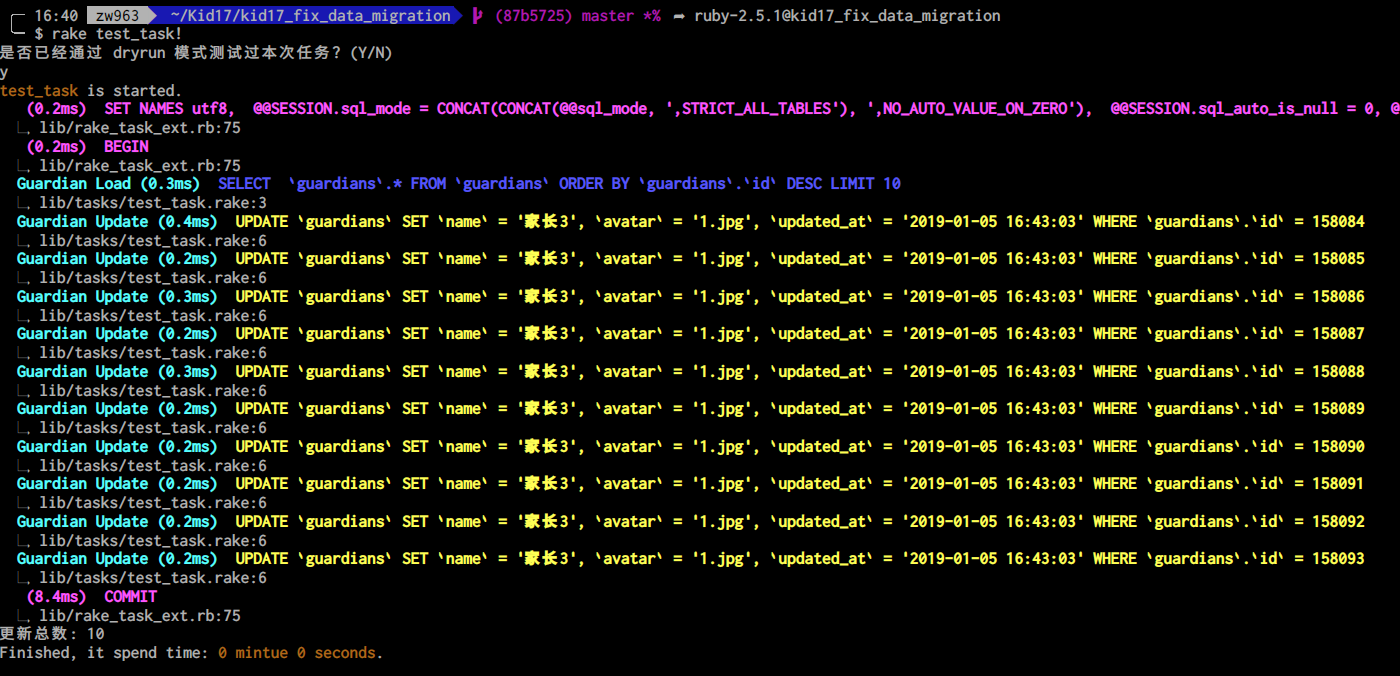 16:40 zw963 ~/Kid17/kid17_fix_data_migration (87b5725) master *% ➦ ruby-2.5.1@kid17_fix_data_migration
$ rake test_task!
是否已经通过 dryrun 模式测试过本次任务? (Y/N)
y
test_task is started.
(0.2ms) SET NAMES utf8, @@SESSION.sql_mode = CONCAT(CONCAT(@@sql_mode, ',STRICT_ALL_TABLES'), ',NO_AUTO_VALUE_ON_ZERO'), @@SESSION.sql_auto_is_null = 0, @
↳ lib/rake_task_ext.rb:75
(0.2ms) BEGIN
↳ lib/rake_task_ext.rb:75
Guardian Load (0.3ms) SELECT `guardians`.* FROM `guardians` ORDER BY `guardians`.`id` DESC LIMIT 10
↳ lib/tasks/test_task.rake:3
Guardian Update (0.4ms) UPDATE `guardians` SET `name` = '家长3', `avatar` = '1.jpg', `updated_at` = '2019-01-05 16:43:03' WHERE `guardians`.`id` = 158084
↳ lib/tasks/test_task.rake:6
Guardian Update (0.2ms) UPDATE `guardians` SET `name` = '家长3', `avatar` = '1.jpg', `updated_at` = '2019-01-05 16:43:03' WHERE `guardians`.`id` = 158085
↳ lib/tasks/test_task.rake:6
Guardian Update (0.3ms) UPDATE `guardians` SET `name` = '家长3', `avatar` = '1.jpg', `updated_at` = '2019-01-05 16:43:03' WHERE `guardians`.`id` = 158086
↳ lib/tasks/test_task.rake:6
Guardian Update (0.2ms) UPDATE `guardians` SET `name` = '家长3', `avatar` = '1.jpg', `updated_at` = '2019-01-05 16:43:03' WHERE `guardians`.`id` = 158087
↳ lib/tasks/test_task.rake:6
Guardian Update (0.3ms) UPDATE `guardians` SET `name` = '家长3', `avatar` = '1.jpg', `updated_at` = '2019-01-05 16:43:03' WHERE `guardians`.`id` = 158088
↳ lib/tasks/test_task.rake:6
Guardian Update (0.2ms) UPDATE `guardians` SET `name` = '家长3', `avatar` = '1.jpg', `updated_at` = '2019-01-05 16:43:03' WHERE `guardians`.`id` = 158089
↳ lib/tasks/test_task.rake:6
Guardian Update (0.2ms) UPDATE `guardians` SET `name` = '家长3', `avatar` = '1.jpg', `updated_at` = '2019-01-05 16:43:03' WHERE `guardians`.`id` = 158090
↳ lib/tasks/test_task.rake:6
Guardian Update (0.2ms) UPDATE `guardians` SET `name` = '家长3', `avatar` = '1.jpg', `updated_at` = '2019-01-05 16:43:03' WHERE `guardians`.`id` = 158091
↳ lib/tasks/test_task.rake:6
Guardian Update (0.2ms) UPDATE `guardians` SET `name` = '家长3', `avatar` = '1.jpg', `updated_at` = '2019-01-05 16:43:03' WHERE `guardians`.`id` = 158092
↳ lib/tasks/test_task.rake:6
Guardian Update (0.2ms) UPDATE `guardians` SET `name` = '家长3', `avatar` = '1.jpg', `updated_at` = '2019-01-05 16:43:03' WHERE `guardians`.`id` = 158093
↳ lib/tasks/test_task.rake:6
(8.4ms) COMMIT
↳ lib/rake_task_ext.rb:75
更新总数: 10
Finished, it spend time: 0 mintue 0 seconds.